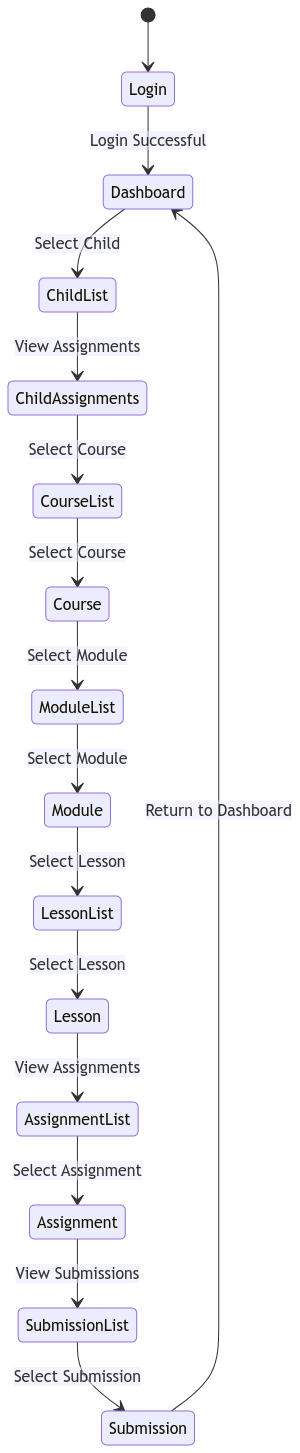 Login
Login Successful
Dashboard
Select Child
ChildList
View Assignments
ChildAssignments
Select Course
CourseList
Select Course
Course
Select Module
ModuleList
Select Module
Module
Return to Dashboard
Select Lesson
LessonList
Select Lesson
Lesson
View Assignments
AssignmentList
Select Assignment
Assignment
View Submissions
SubmissionList
Select Submission
Submission